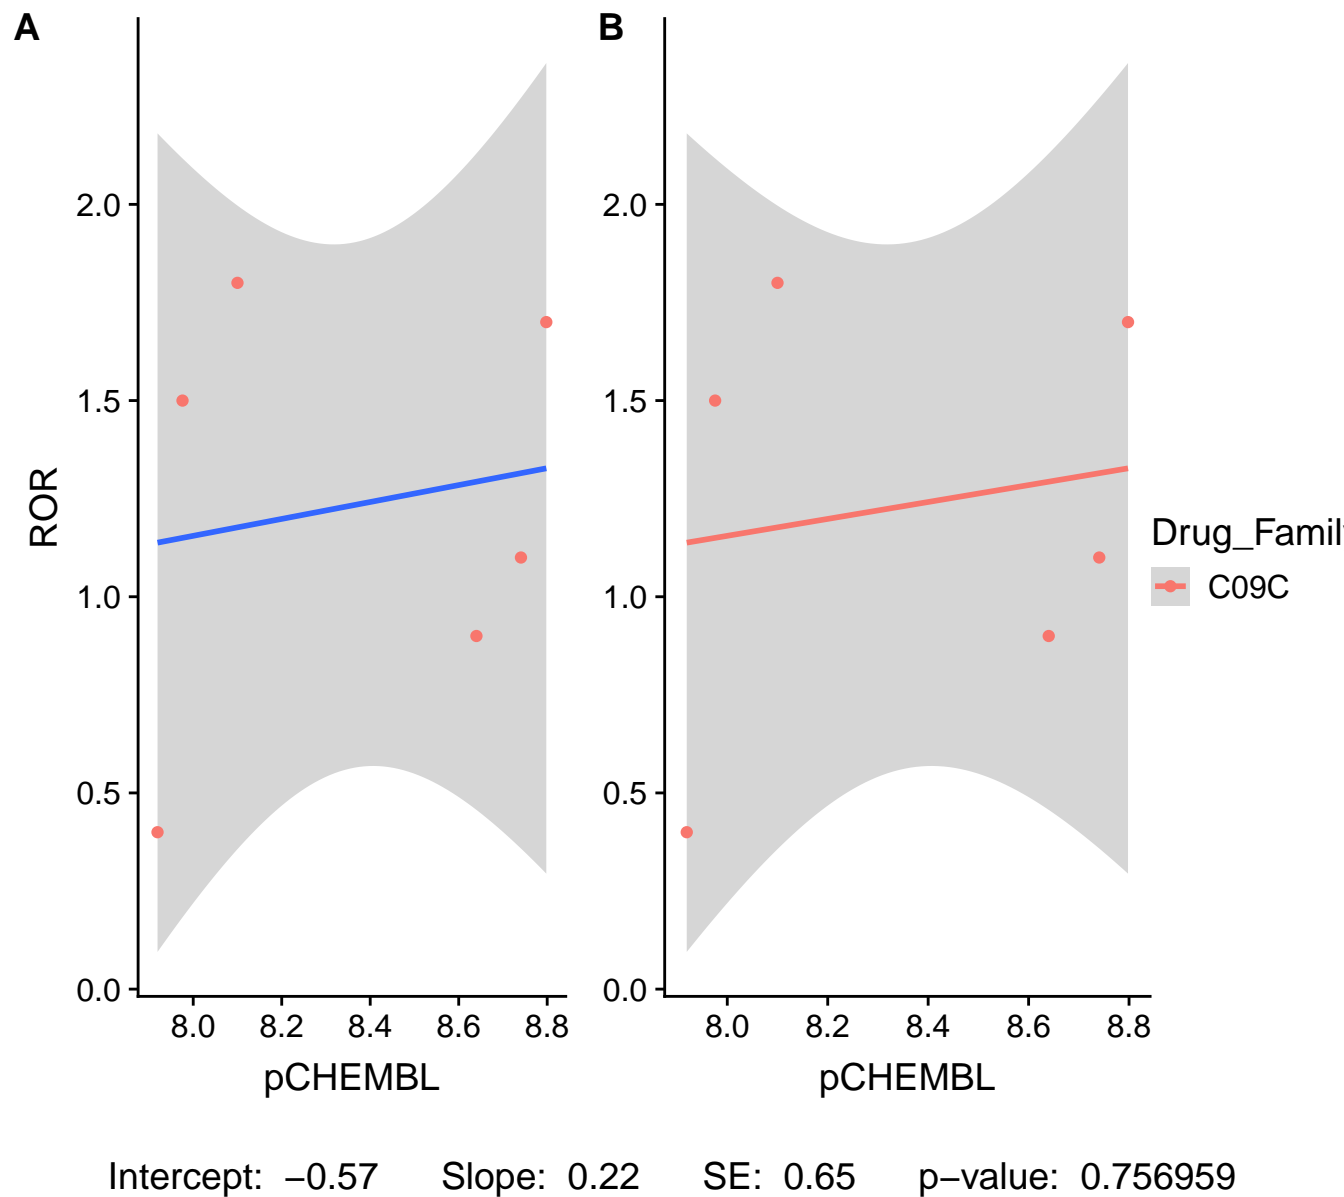 A
B
2.0
1.5
1.0
0.5
0.0
ROR
8.0 8.2 8.4 8.6 8.8
pCHEMBL
2.0
1.5
1.0
0.5
0.0
8.0 8.2 8.4 8.6 8.8
pCHEMBL
Drug_Famil
C09C
Intercept: −0.57 Slope: 0.22 SE: 0.65 p−value: 0.756959